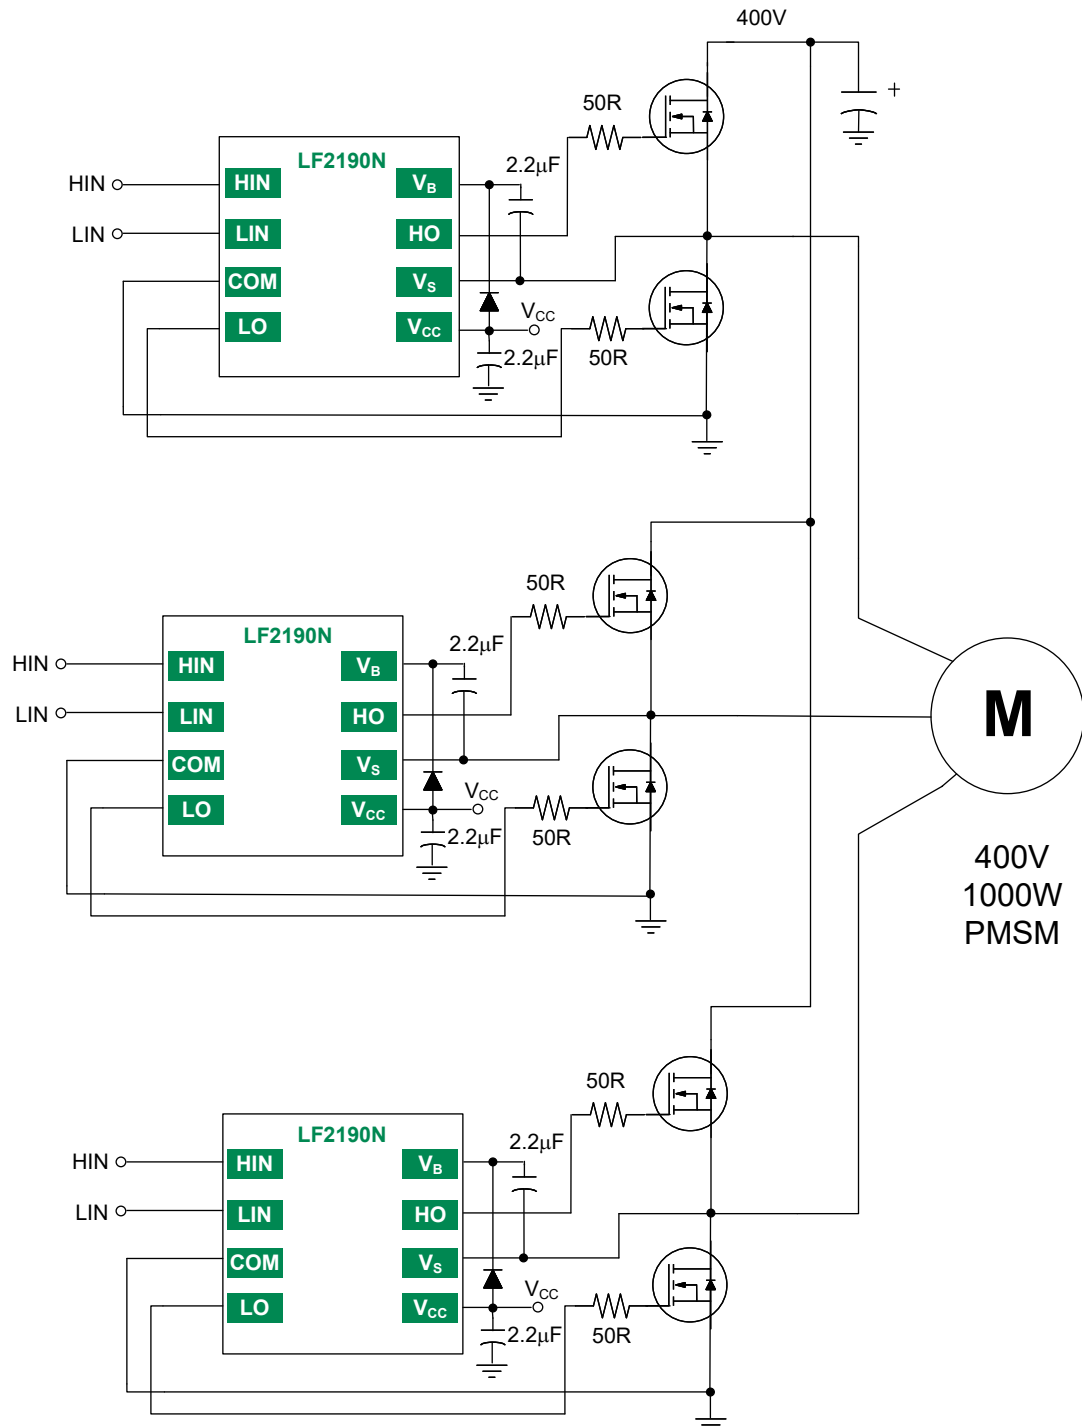 400V
50R
+
LF2190N
2.2μF
HIN
HIN
VB
LIN
LIN
HO
COM
VS
LO
VCC
VCC
50R
2.2μF
50R
LF2190N
2.2μF
HIN
HIN
VB
LIN
LIN
HO
COM
VS
LO
VCC
VCC
50R
2.2μF
M
400V
1000W
PMSM
50R
LF2190N
2.2μF
HIN
HIN
VB
LIN
LIN
HO
COM
VS
LO
VCC
VCC
50R
2.2μF